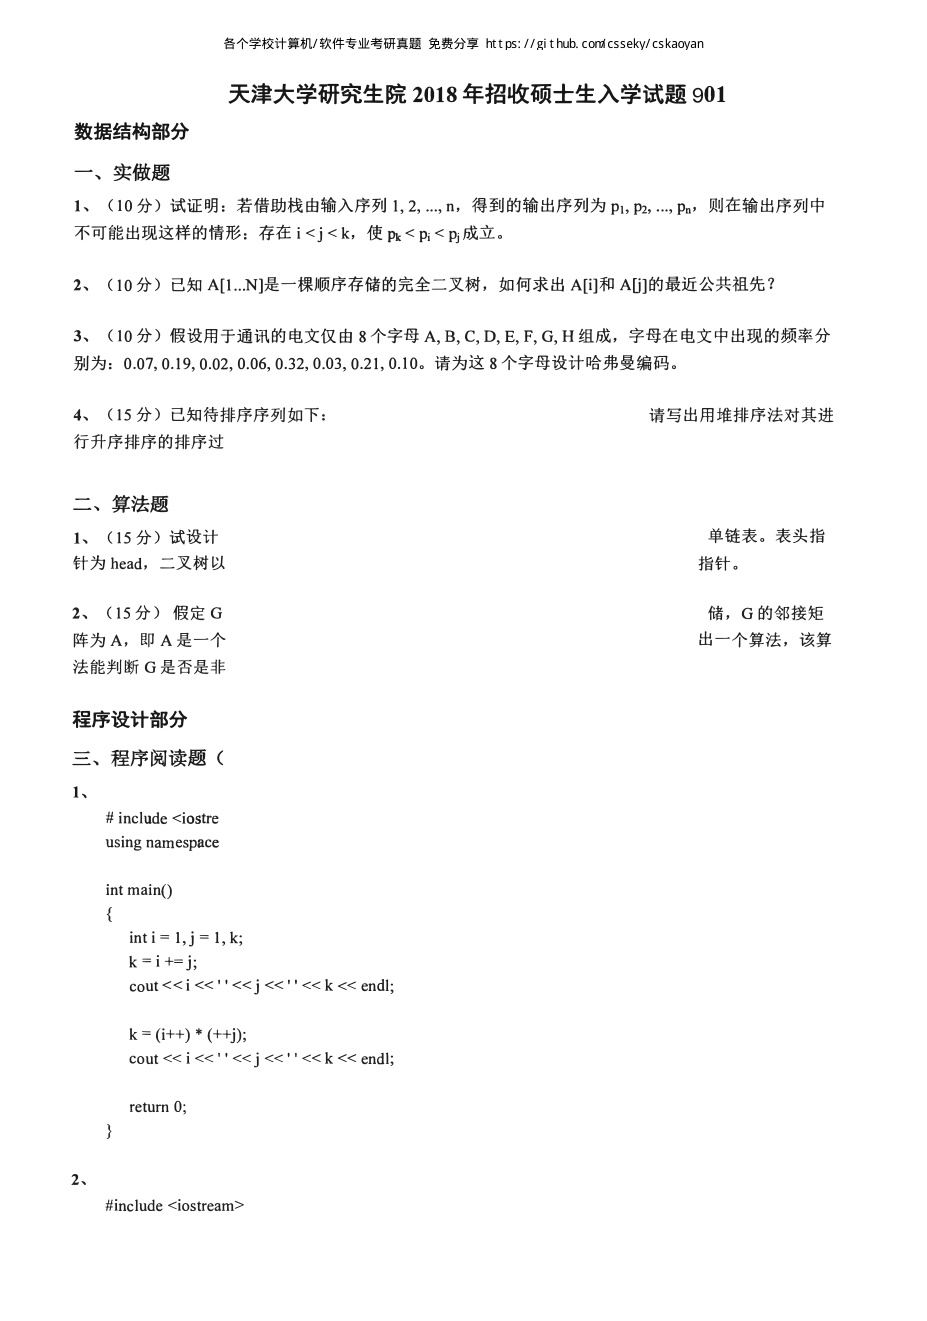 各个学校计算机/软件专业考研真题 免费分享 https://github.com/csseky/cskaoyan
天津大学研究生院 2018 年招收硕士生入学试题 901
数据结构部分
一、实做题
1、（10 分）试证明：若借助栈由输入序列 1, 2, ..., n，得到的输出序列为 p1, p2, ..., pn，则在输出序列中
不可能出现这样的情形：存在 i < j < k，使 pk < pi < pj 成立。
2、（10 分）已知 A[1...N]是一棵顺序存储的完全二叉树，如何求出 A[i]和 A[j]的最近公共祖先？
3、（10 分）假设用于通讯的电文仅由 8 个字母 A, B, C, D, E, F, G, H 组成，字母在电文中出现的频率分
别为：0.07, 0.19, 0.02, 0.06, 0.32, 0.03, 0.21, 0.10。请为这 8 个字母设计哈弗曼编码。
4、（15 分）已知待排序序列如下： 请写出用堆排序法对其进
行升序排序的排序过
二、算法题
1、（15 分）试设计 单链表。表头指
针为 head，二叉树以 指针。
2、（15 分） 假定 G 储，G 的邻接矩
阵为 A，即 A 是一个 出一个算法，该算
法能判断 G 是否是非
程序设计部分
三、程序阅读题（
1、
# include <iostre
using namespace
int main()
{
int i = 1, j = 1, k;
k = i += j;
cout << i << ' ' << j << ' ' << k << endl;
k = (i++) * (++j);
cout << i << ' ' << j << ' ' << k << endl;
return 0;
}
2、
#include <iostream>